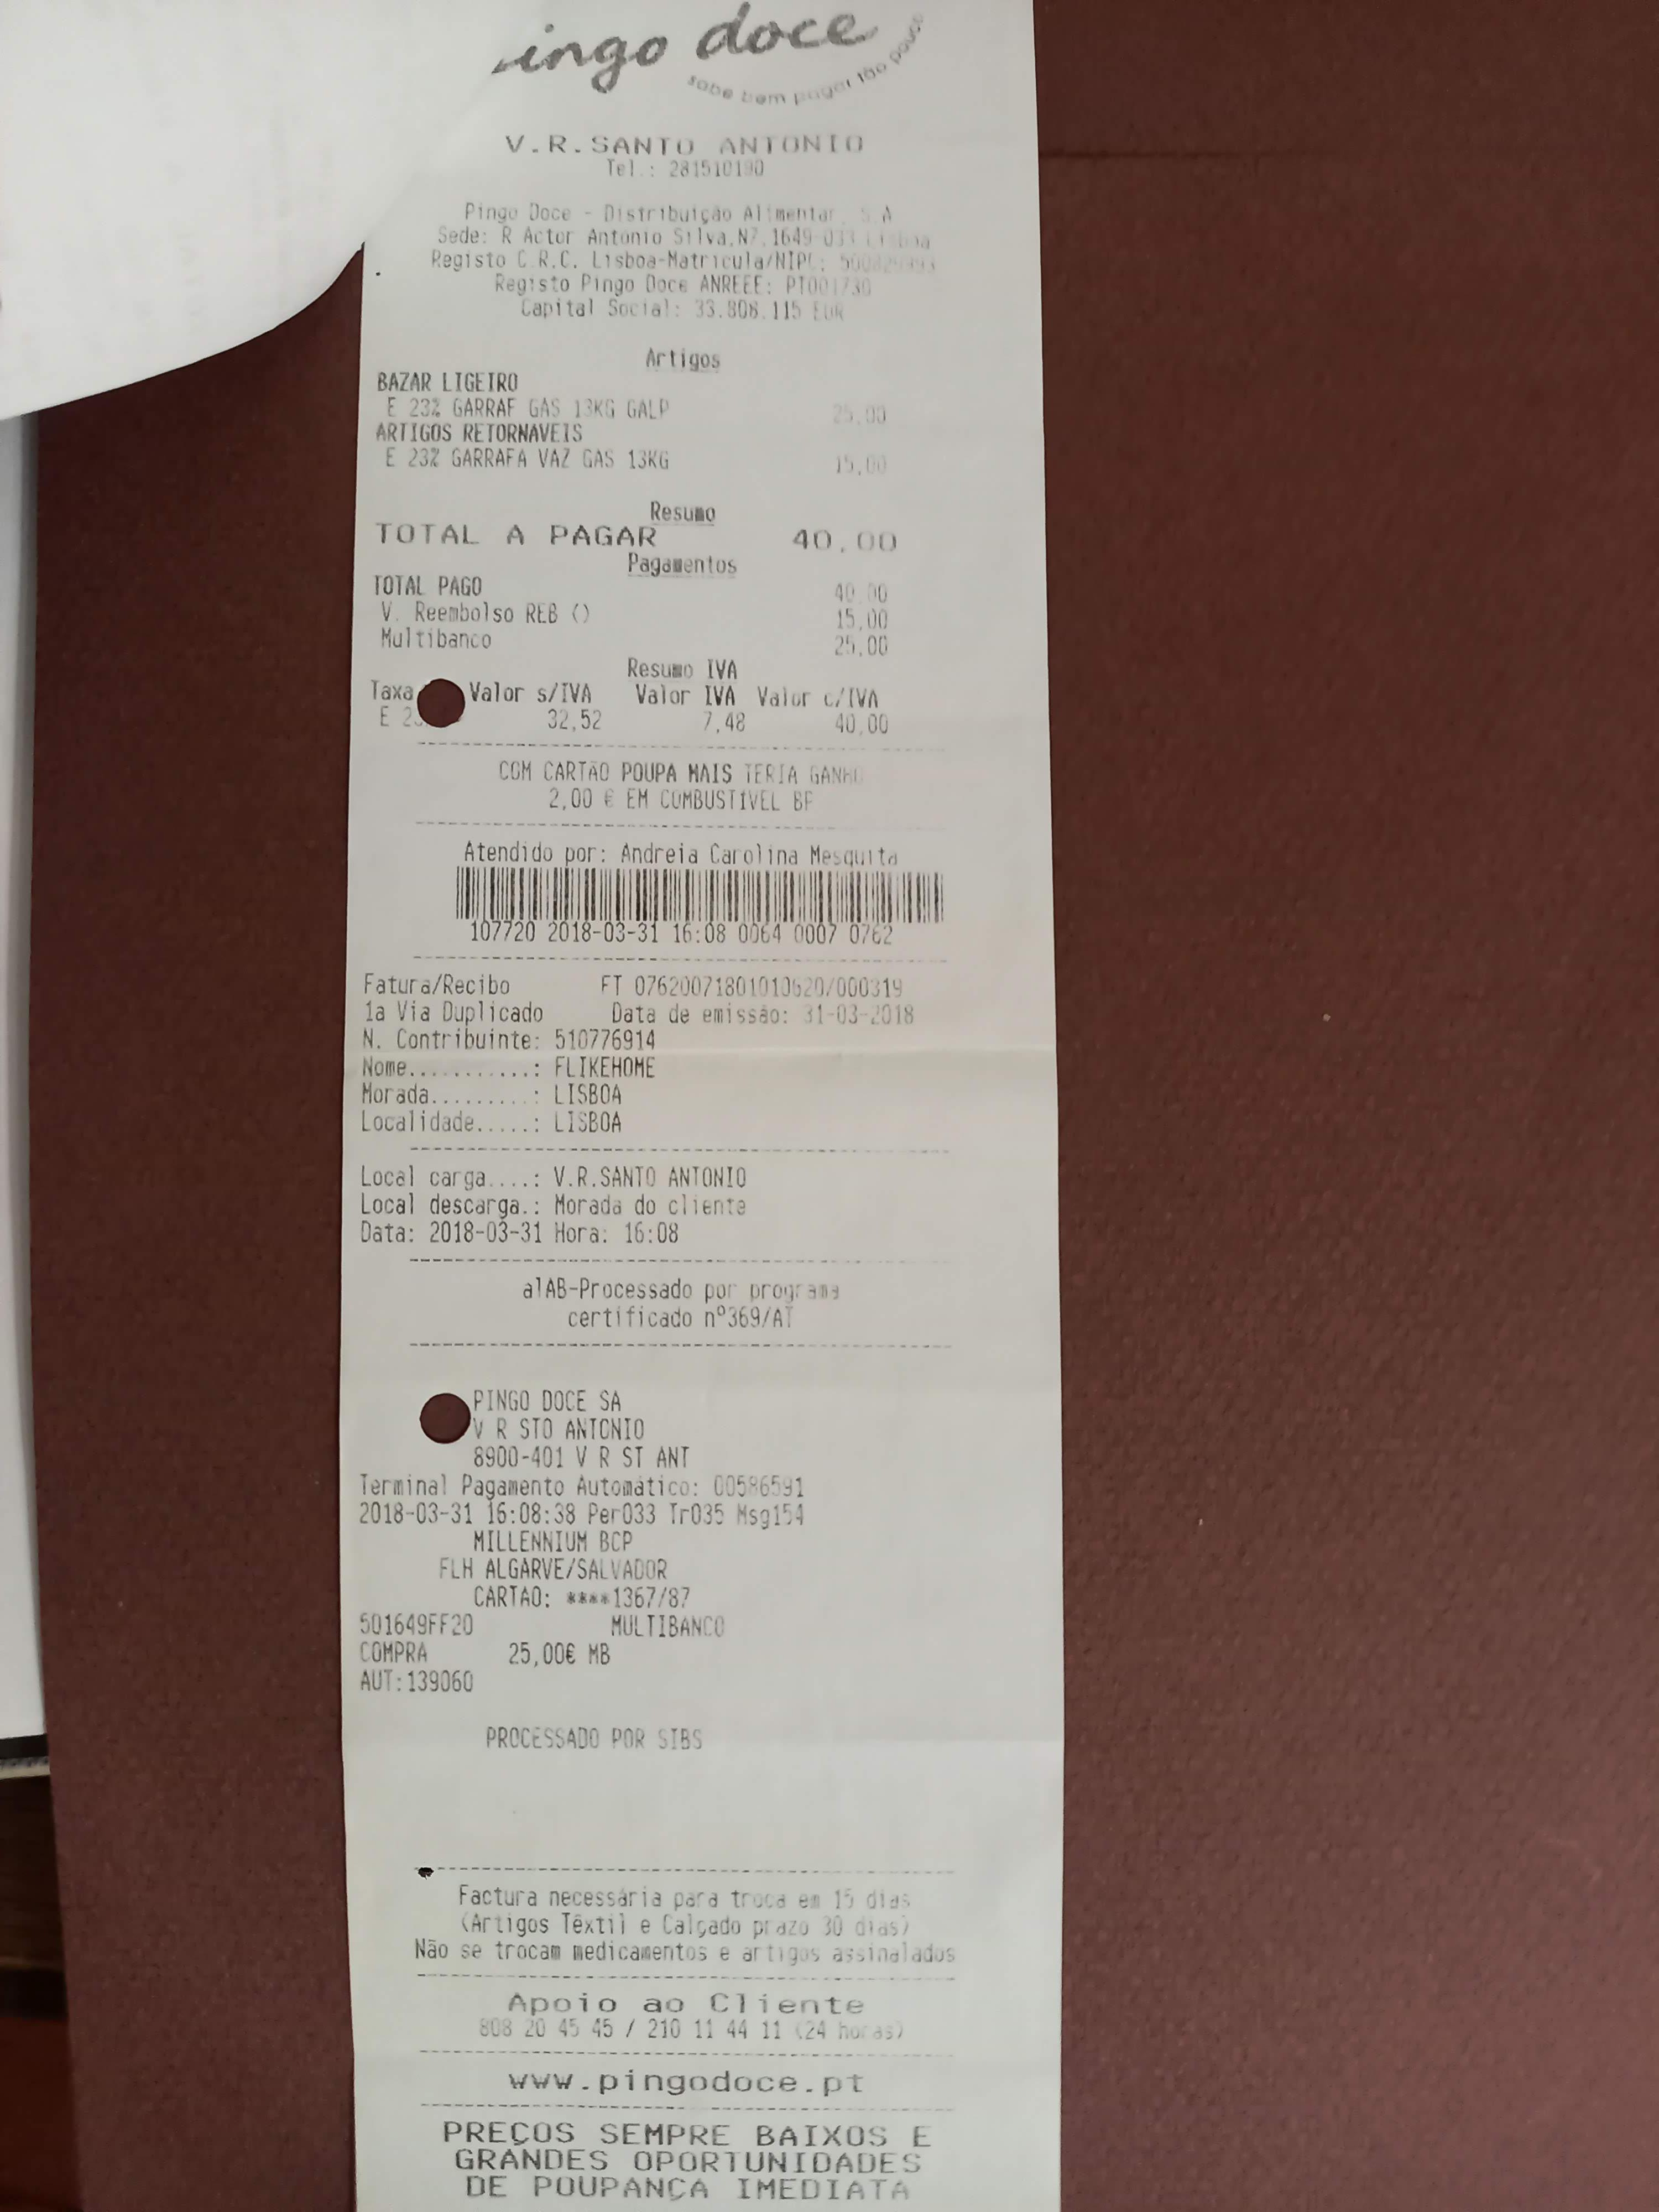 ingo doce
sabe bem pagar tão pouco
V.R.SANTO ANTONIO
Tel.: 281510190
Pingo Doce - Distribuição Alimentar, S.A
Sede: R Actor Antonio Silva,N7,1649-033 Lisboa
Registo C.R.C. Lisboa-Matricula/NIPC:
Registo Pingo Doce ANREEE: PT001730
Capital Social: 33.808.115 EUR
Artigos
BAZAR LIGEIRO
E 23% GARRAF GAS 13KG GALP 25,00
ARTIGOS RETORNAVEIS
E 23% GARRAFA VAZ GAS 13KG 15,00
Resumo
TOTAL A PAGAR 40,00
Pagamentos
TOTAL PAGO 40,00
V. Reembolso REB () 15,00
Multibanco 25,00
Resumo IVA
Taxa Valor s/IVA Valor IVA Valor c/IVA
E 32,52 7,48 40,00
COM CARTÃO POUPA MAIS TERIA GANHO
2,00 € EM COMBUSTÍVEL BP
Atendido por: Andreia Carolina Mesquita
107720 2018-03-31 16:08 0064 0007 0762
Fatura/Recibo FT 07620071801010620/000319
1a Via Duplicado Data de emissão: 31-03-2018
N. Contribuinte: 510776914
Nome...........: FLIKEHOME
Morada.........: LISBOA
Localidade.....: LISBOA
Local carga....: V.R.SANTO ANTONIO
Local descarga.: Morada do cliente
Data: 2018-03-31 Hora: 16:08
alAB-Processado por programa
certificado nº369/AT
PINGO DOCE SA
V R STO ANTONIO
8900-401 V R ST ANT
Terminal Pagamento Automático: 00586591
2018-03-31 16:08:38 Per033 Tr035 Msg154
MILLENNIUM BCP
FLH ALGARVE/SALVADOR
CARTAO: ****1367/87
501649FF20 MULTIBANCO
COMPRA 25,00€ MB
AUT:139060
PROCESSADO POR SIBS
Factura necessária para troca em 15 dias
(Artigos Têxtil e Calçado prazo 30 dias)
Não se trocam medicamentos e artigos assinalados
Apoio ao Cliente
808 20 45 45 / 210 11 44 11 (24 horas)
www.pingodoce.pt
PREÇOS SEMPRE BAIXOS E
GRANDES OPORTUNIDADES
DE POUPANÇA IMEDIATA